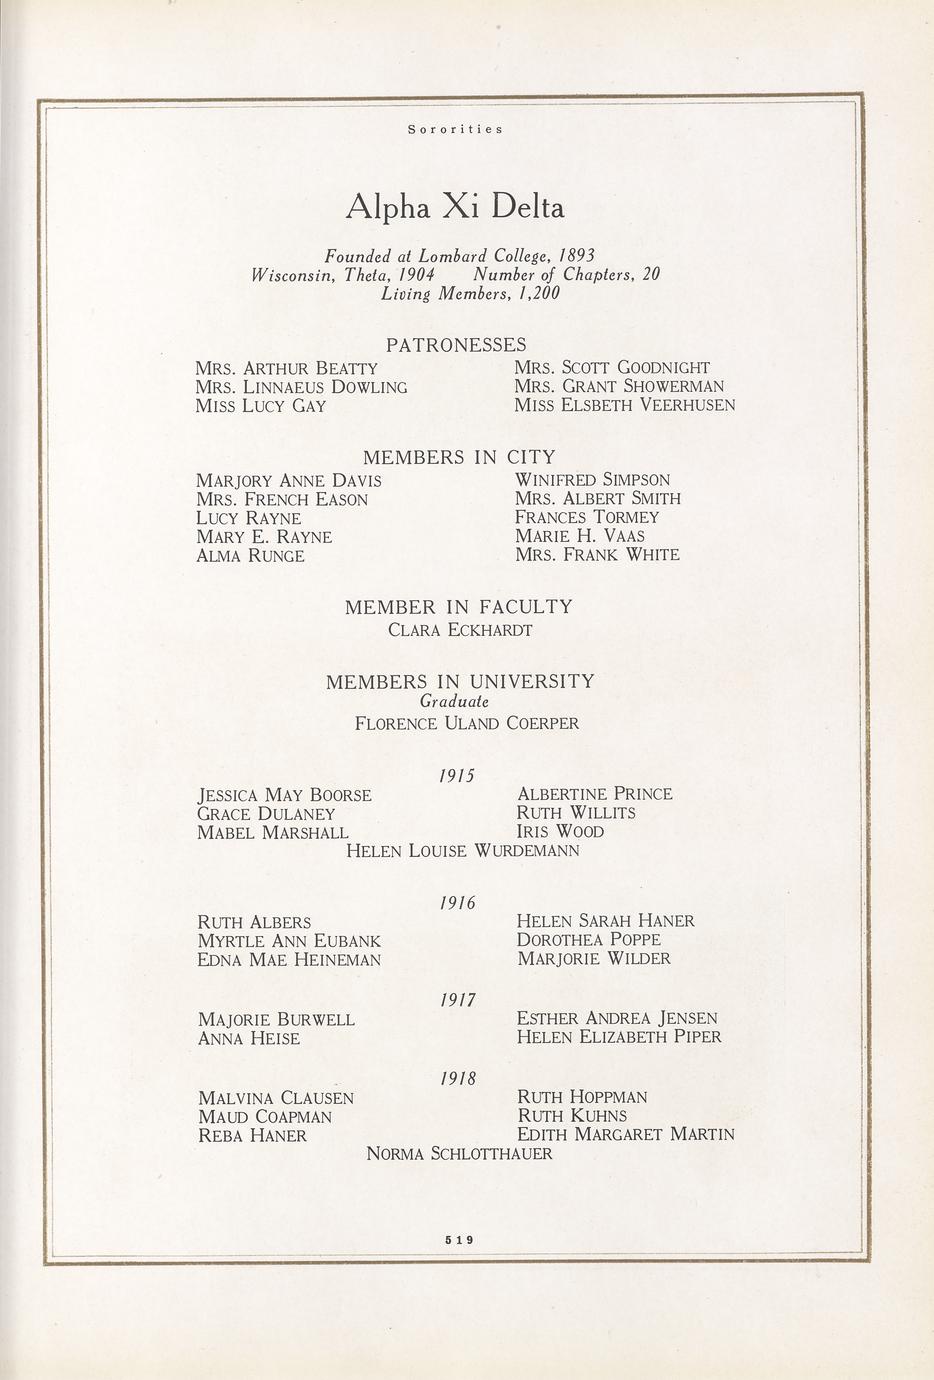 Sororities
Alpha Xi Delta
Founded at Lombard College, 1893
Wisconsin, Theta, 1904 Number of Chapters, 20
Living Members, 1,200
PATRONESSES
MRS. ARTHUR BEATTY MRS. SCOTT GOODNIGHT
MRS. LINNAEUS DOWLING MRS. GRANT SHOWERMAN
MISS LUCY GAY MISS ELSBETH VEERHUSEN
MEMBERS IN CITY
MARJORY ANNE DAVIS WINIFRED SIMPSON
MRS. FRENCH EASON MRS. ALBERT SMITH
LUCY RAYNE FRANCES TORMEY
MARY E. RAYNE MARIE H. VAAS
ALMA RUNGE MRS. FRANK WHITE
MEMBER IN FACULTY
CLARA ECKHARDT
MEMBERS IN UNIVERSITY
Graduate
FLORENCE ULAND COERPER
1915
JESSICA MAY BOORSE ALBERTINE PRINCE
GRACE DULANEY RUTH WILLITS
MABEL MARSHALL IRIS WOOD
HELEN LOUISE WURDEMANN
1916
RUTH ALBERS HELEN SARAH HANER
MYRTLE ANN EUBANK DOROTHEA POPPE
EDNA MAE HEINEMAN MARJORIE WILDER
1917
MAJORIE BURWELL ESTHER ANDREA JENSEN
ANNA HEISE HELEN ELIZABETH PIPER
1918
MALVINA CLAUSEN RUTH HOPPMAN
MAUD COAPMAN RUTH KUHNS
REBA HANER EDITH MARGARET MARTIN
NORMA SCHLOTTHAUER
519